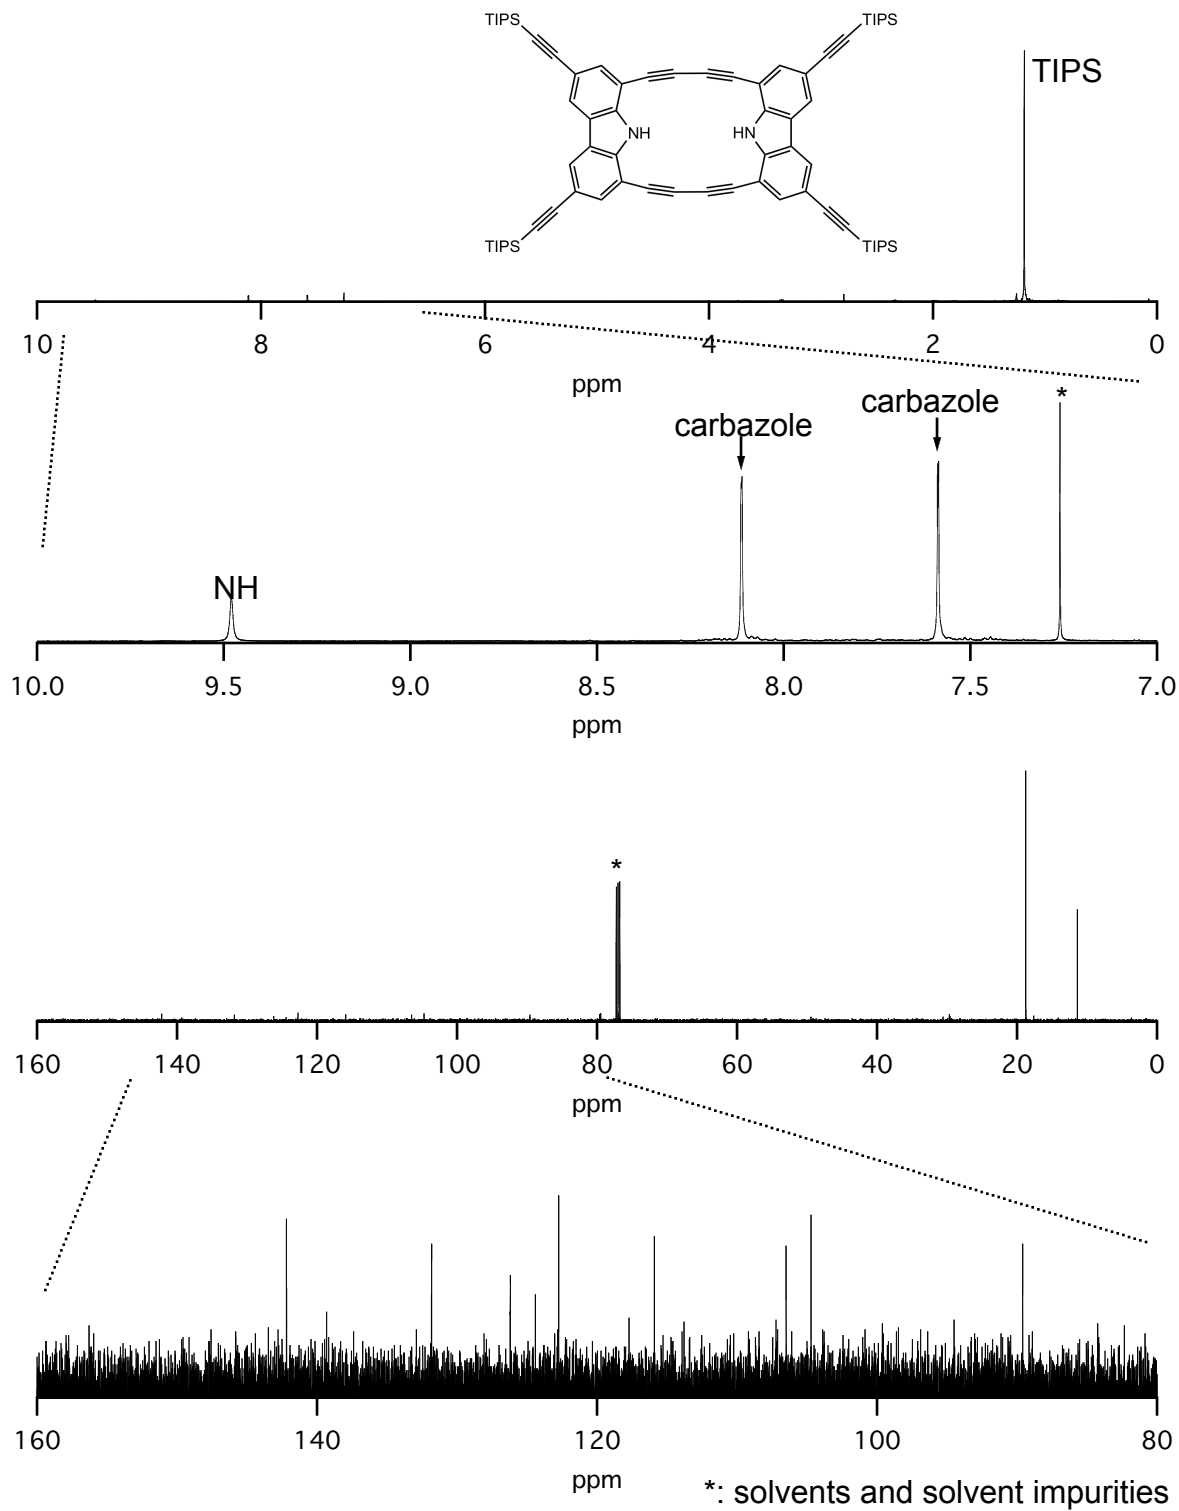 TIPS TIPS
NH HN
TIPS TIPS
TIPS
10 8 6 4 2 0
ppm
carbazole carbazole *
NH
10.0 9.5 9.0 8.5 8.0 7.5 7.0
ppm
*
160 140 120 100 80 60 40 20 0
ppm
160 140 120 100 80
ppm
*: solvents and solvent impurities